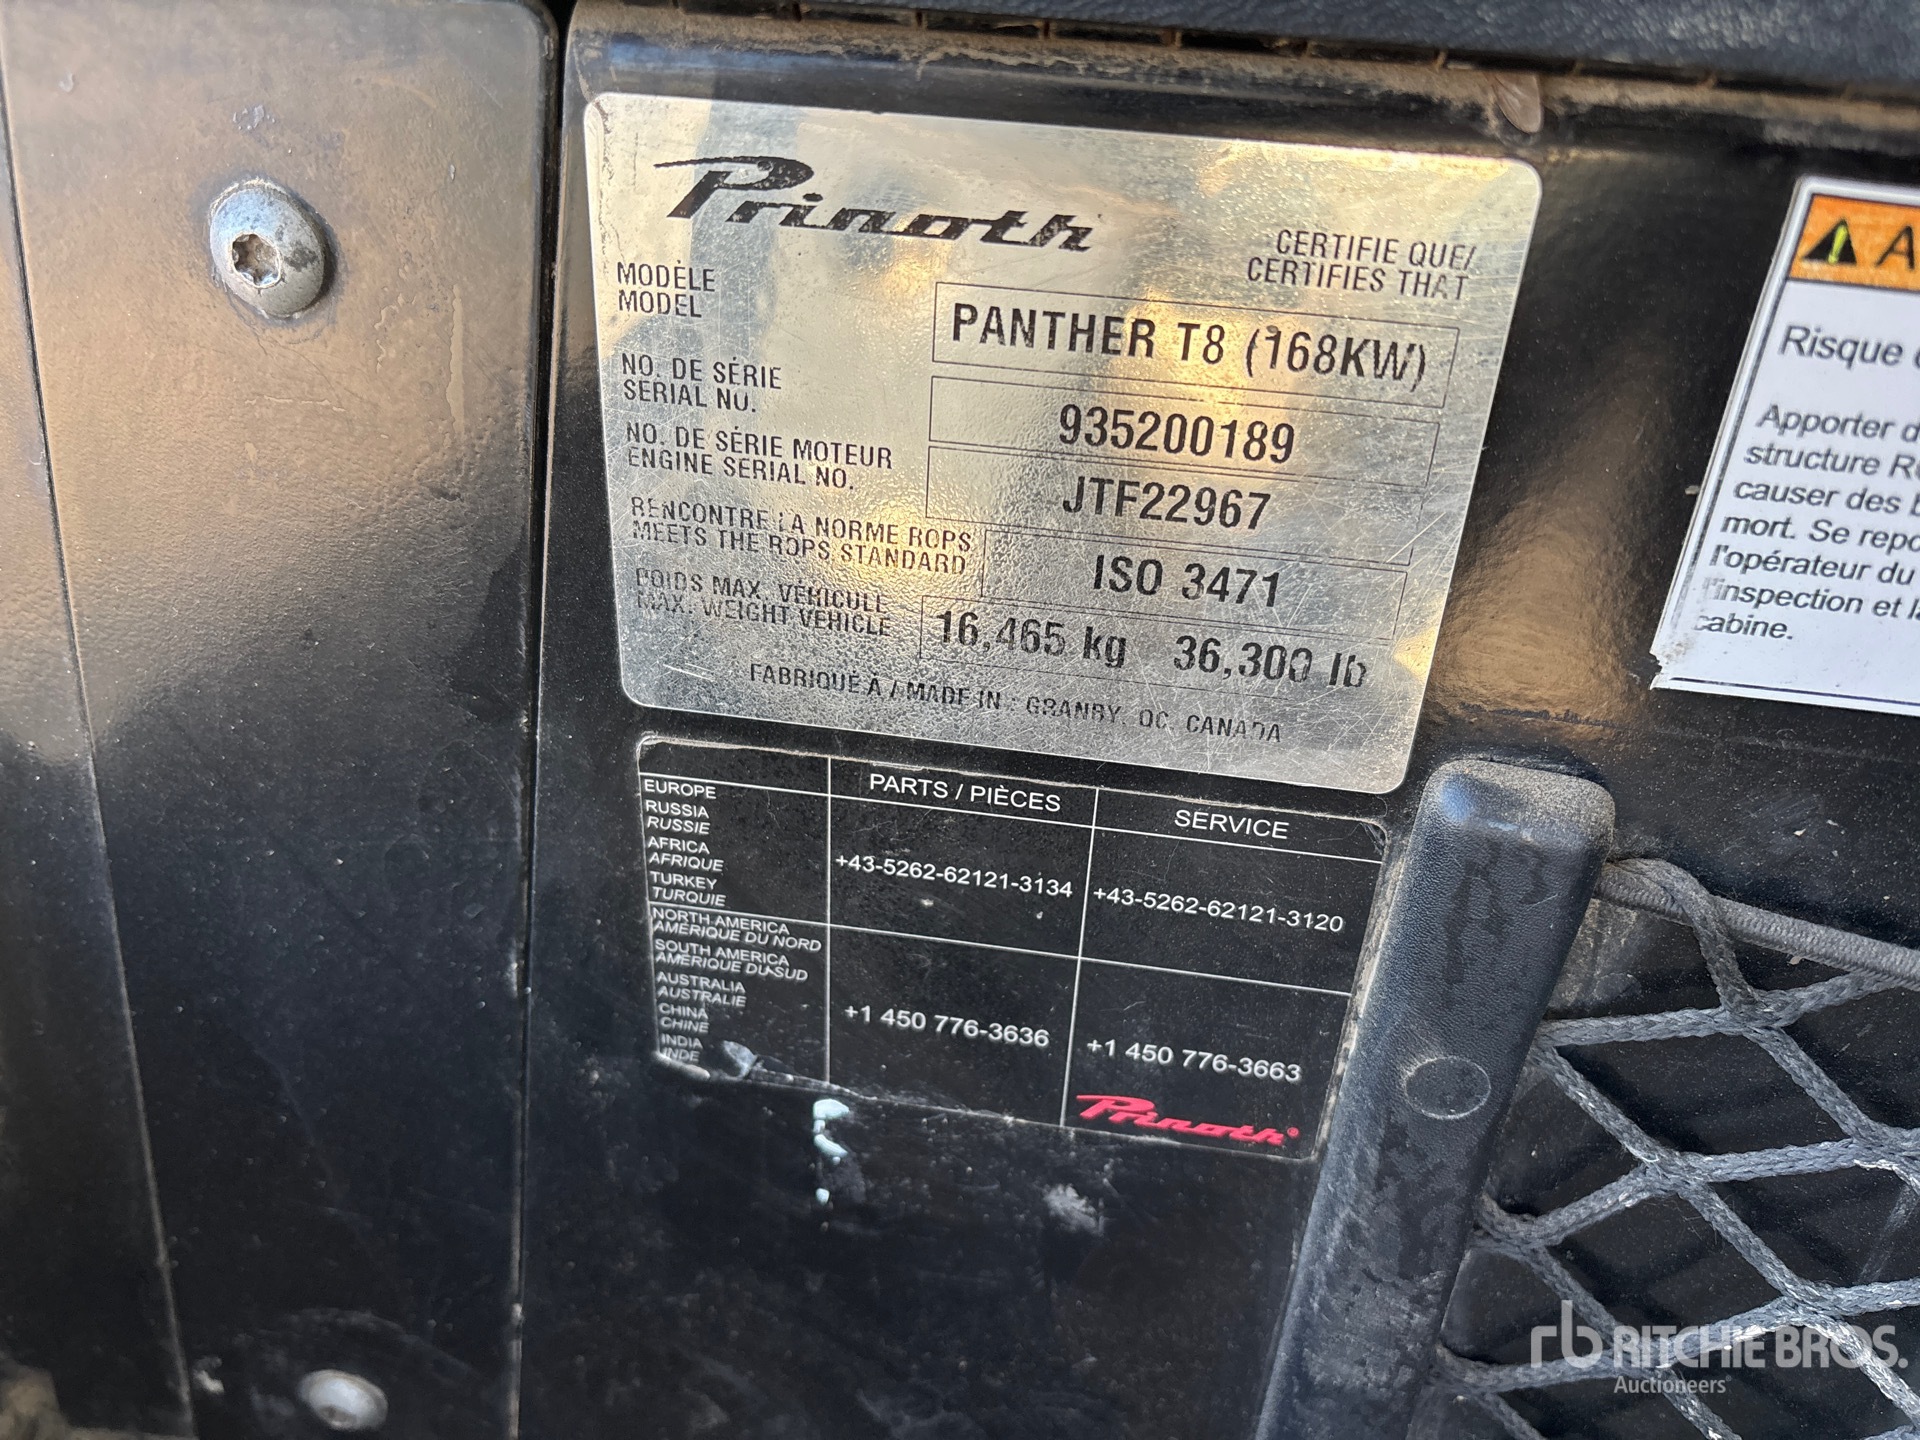 Prinoth
CERTIFIE QUE/
CERTIFIES THAT
MODÈLE
MODEL
PANTHER T8 (168KW)
NO. DE SÉRIE
SERIAL NO.
935200189
NO. DE SÉRIE MOTEUR
ENGINE SERIAL NO.
JTF22967
RENCONTRE LA NORME ROPS
MEETS THE ROPS STANDARD
ISO 3471
POIDS MAX. VÉHICULE
MAX. WEIGHT VEHICLE
16,465 kg 36,300 lb
FABRIQUÉ À / MADE IN : GRANBY, QC, CANADA
PARTS / PIÈCES
SERVICE
EUROPE
RUSSIA
RUSSIE
AFRICA
AFRIQUE
TURKEY
TURQUIE
+43-5262-62121-3134
+43-5262-62121-3120
NORTH AMERICA
AMÉRIQUE DU NORD
SOUTH AMERICA
AMÉRIQUE DU SUD
AUSTRALIA
AUSTRALIE
CHINA
CHINE
INDIA
INDE
+1 450 776-3636
+1 450 776-3663
Prinoth®
A
Risque
Apporter
structure
causer des
mort. Se
l'opérateur du
l'inspection et
cabine.
rb RITCHIE BROS.
Auctioneers